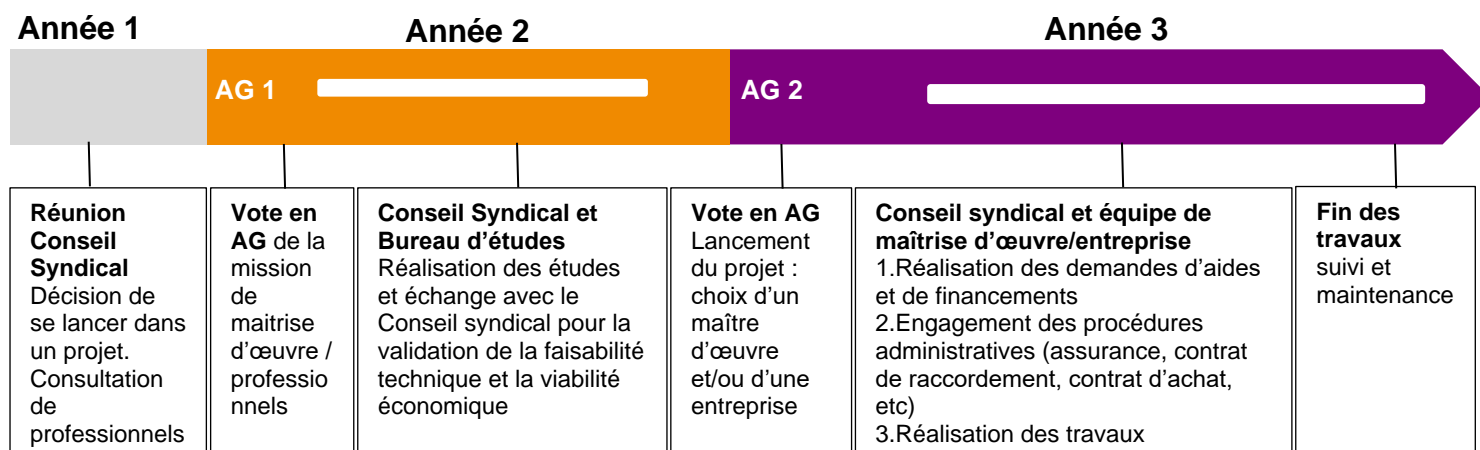 Année 1
Année 2
Année 3
AG 1
AG 2
Réunion
Conseil
Syndical
Décision de
se lancer dans
un projet.
Consultation
de
professionnels
Vote en
AG de la
mission
de
maitrise
d’œuvre /
professio
nnels
Conseil Syndical et
Bureau d’études
Réalisation des études
et échange avec le
Conseil syndical pour la
validation de la faisabilité
technique et la viabilité
économique
Vote en AG
Lancement
du projet :
choix d’un
maître
d’œuvre
et/ou d’une
entreprise
Conseil syndical et équipe de
maîtrise d’œuvre/entreprise
1.Réalisation des demandes d’aides
et de financements
2.Engagement des procédures
administratives (assurance, contrat
de raccordement, contrat d’achat,
etc)
3.Réalisation des travaux
Fin des
travaux
suivi et
maintenance